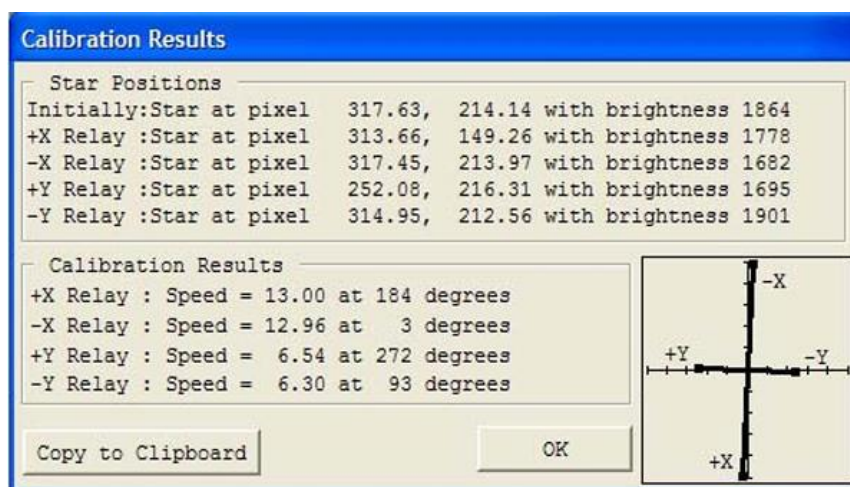 Calibration Results
Star Positions
Initially:Star at pixel 317.63, 214.14 with brightness 1864
+X Relay :Star at pixel 313.66, 149.26 with brightness 1778
-X Relay :Star at pixel 317.45, 213.97 with brightness 1682
+Y Relay :Star at pixel 252.08, 216.31 with brightness 1695
-Y Relay :Star at pixel 314.95, 212.56 with brightness 1901
Calibration Results
+X Relay : Speed = 13.00 at 184 degrees
-X Relay : Speed = 12.96 at 3 degrees
+Y Relay : Speed = 6.54 at 272 degrees
-Y Relay : Speed = 6.30 at 93 degrees
-X
+Y
-Y
+X
Copy to Clipboard
OK